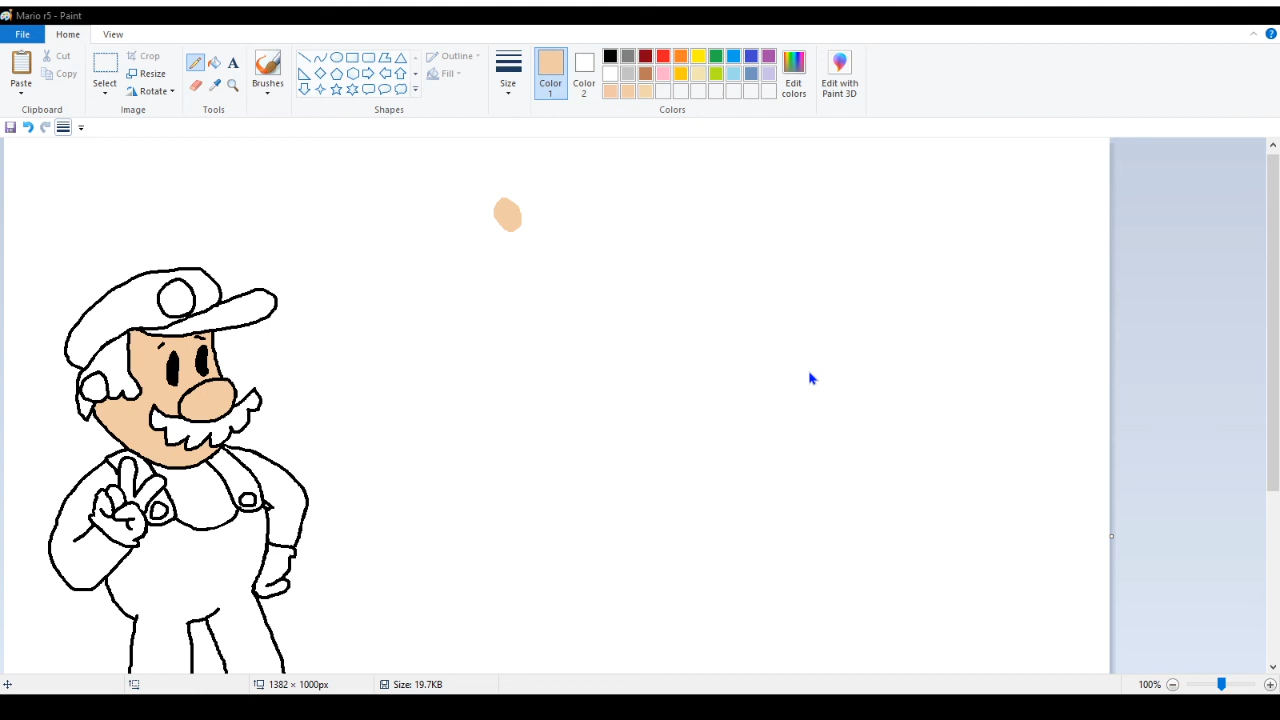 Mario r5 - Paint
File Home View
Paste
Cut
Copy
Clipboard
Select
Crop
Resize
Rotate
Image
A
Tools
Brushes
Outline
Fill
Shapes
Size
Color 1
Color 2
Edit colors
Colors
Edit with Paint 3D
1382 × 1000px
Size: 19.7KB
100%